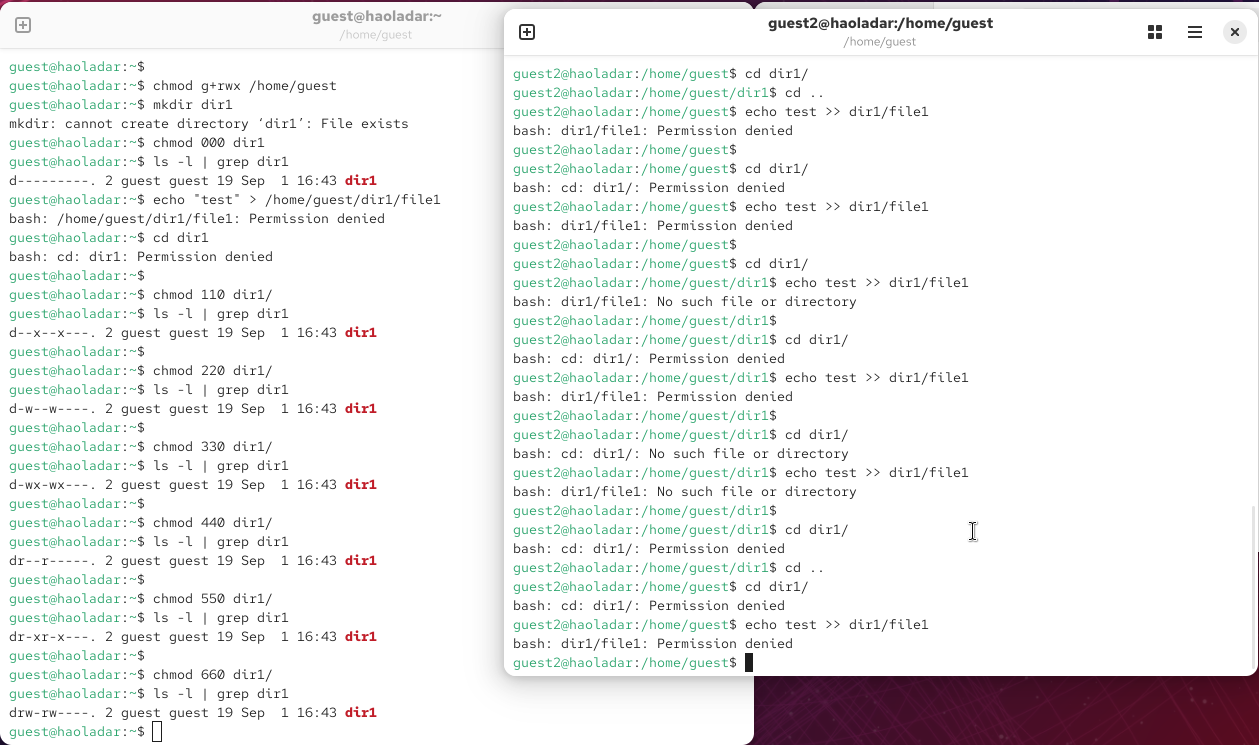 guest@haoladar:~
/home/guest
guest@haoladar:~$
guest@haoladar:~$ chmod g+rwx /home/guest
guest@haoladar:~$ mkdir dir1
mkdir: cannot create directory ‘dir1’: File exists
guest@haoladar:~$ chmod 000 dir1
guest@haoladar:~$ ls -l | grep dir1
d---------. 2 guest guest 19 Sep  1 16:43 dir1
guest@haoladar:~$ echo "test" > /home/guest/dir1/file1
bash: /home/guest/dir1/file1: Permission denied
guest@haoladar:~$ cd dir1
bash: cd: dir1: Permission denied
guest@haoladar:~$
guest@haoladar:~$ chmod 110 dir1/
guest@haoladar:~$ ls -l | grep dir1
d--x--x---. 2 guest guest 19 Sep  1 16:43 dir1
guest@haoladar:~$
guest@haoladar:~$ chmod 220 dir1/
guest@haoladar:~$ ls -l | grep dir1
d-w--w----. 2 guest guest 19 Sep  1 16:43 dir1
guest@haoladar:~$
guest@haoladar:~$ chmod 330 dir1/
guest@haoladar:~$ ls -l | grep dir1
d-wx-wx---. 2 guest guest 19 Sep  1 16:43 dir1
guest@haoladar:~$
guest@haoladar:~$ chmod 440 dir1/
guest@haoladar:~$ ls -l | grep dir1
dr--r-----. 2 guest guest 19 Sep  1 16:43 dir1
guest@haoladar:~$
guest@haoladar:~$ chmod 550 dir1/
guest@haoladar:~$ ls -l | grep dir1
dr-xr-x---. 2 guest guest 19 Sep  1 16:43 dir1
guest@haoladar:~$
guest@haoladar:~$ chmod 660 dir1/
guest@haoladar:~$ ls -l | grep dir1
drw-rw----. 2 guest guest 19 Sep  1 16:43 dir1
guest@haoladar:~$
guest2@haoladar:/home/guest
/home/guest
guest2@haoladar:/home/guest$ cd dir1/
guest2@haoladar:/home/guest/dir1$ cd ..
guest2@haoladar:/home/guest$ echo test >> dir1/file1
bash: dir1/file1: Permission denied
guest2@haoladar:/home/guest$
guest2@haoladar:/home/guest$ cd dir1/
bash: cd: dir1/: Permission denied
guest2@haoladar:/home/guest$ echo test >> dir1/file1
bash: dir1/file1: Permission denied
guest2@haoladar:/home/guest$
guest2@haoladar:/home/guest$ cd dir1/
guest2@haoladar:/home/guest/dir1$ echo test >> dir1/file1
bash: dir1/file1: No such file or directory
guest2@haoladar:/home/guest/dir1$
guest2@haoladar:/home/guest/dir1$ cd dir1/
bash: cd: dir1/: Permission denied
guest2@haoladar:/home/guest/dir1$ echo test >> dir1/file1
bash: dir1/file1: Permission denied
guest2@haoladar:/home/guest/dir1$
guest2@haoladar:/home/guest/dir1$ cd dir1/
bash: cd: dir1/: No such file or directory
guest2@haoladar:/home/guest/dir1$ echo test >> dir1/file1
bash: dir1/file1: No such file or directory
guest2@haoladar:/home/guest/dir1$
guest2@haoladar:/home/guest/dir1$ cd dir1/
bash: cd: dir1/: Permission denied
guest2@haoladar:/home/guest/dir1$ cd ..
guest2@haoladar:/home/guest$ cd dir1/
bash: cd: dir1/: Permission denied
guest2@haoladar:/home/guest$ echo test >> dir1/file1
bash: dir1/file1: Permission denied
guest2@haoladar:/home/guest$